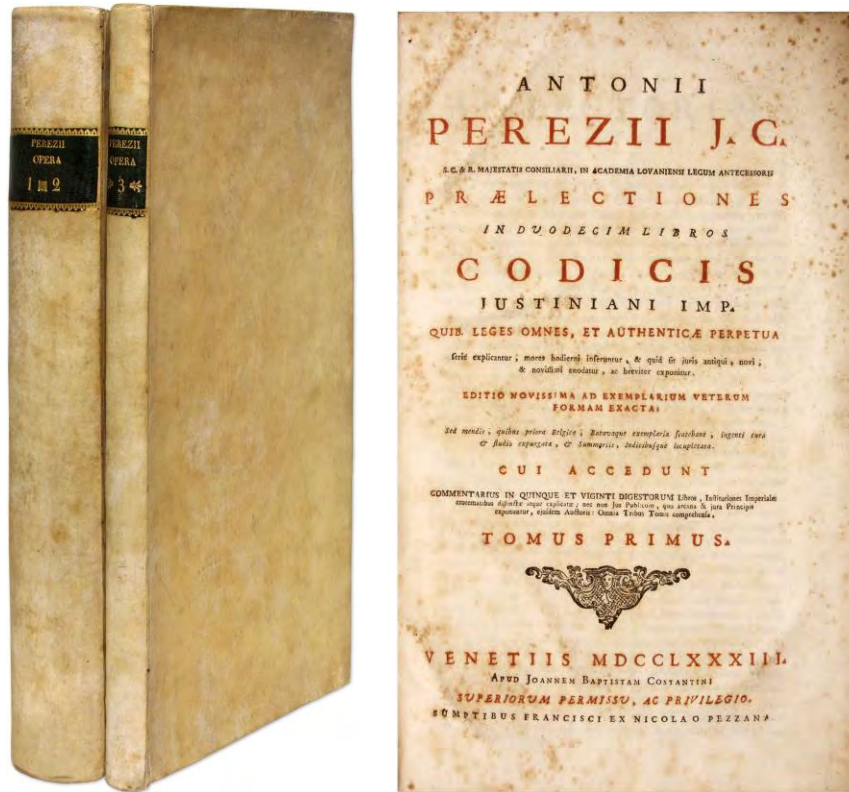 PEREZII
OPERA
1 2
PEREZII
OPERA
3
ANTONII
PEREZII J. C.
S. C. & R. MAJESTATIS CONSILIARII, IN ACADEMIA LOVANIENSI LEGUM ANTECESSORIS
PRÆLECTIONES
IN DUODECIM LIBROS
CODICIS
JUSTINIANI IMP.
QUIB. LEGES OMNES, ET AUTHENTICÆ PERPETUA
serie explicantur; mores hodierni inseruntur, & quid sit juris antiqui, novi,
& novissimi enodatur, ac breviter exponitur.
EDITIO NOVISSIMA AD EXEMPLARIUM VETERUM
FORMAM EXACTA:
Sed mendis, quibus priora Belgica, Batavaque exemplaria scatebant, ingenti cura
& studio expurgata, & Summariis, Indicibusque locupletata.
CUI ACCEDUNT
COMMENTARIUS IN QUINQUE ET VIGINTI DIGESTORUM Libros, Institutiones Imperiales
erotematibus distinctæ atque explicatæ; nec non Jus Publicum, quo arcana & jura Principis
exponuntur, ejusdem Auctoris: Omnia Tribus Tomis comprehensa.
TOMUS PRIMUS.
VENETIIS MDCCLXXXIII.
APUD JOANNEM BAPTISTAM COSTANTINI
SUPERIORUM PERMISSU, AC PRIVILEGIO.
SUMPTIBUS FRANCISCI EX NICOLAO PEZZANA